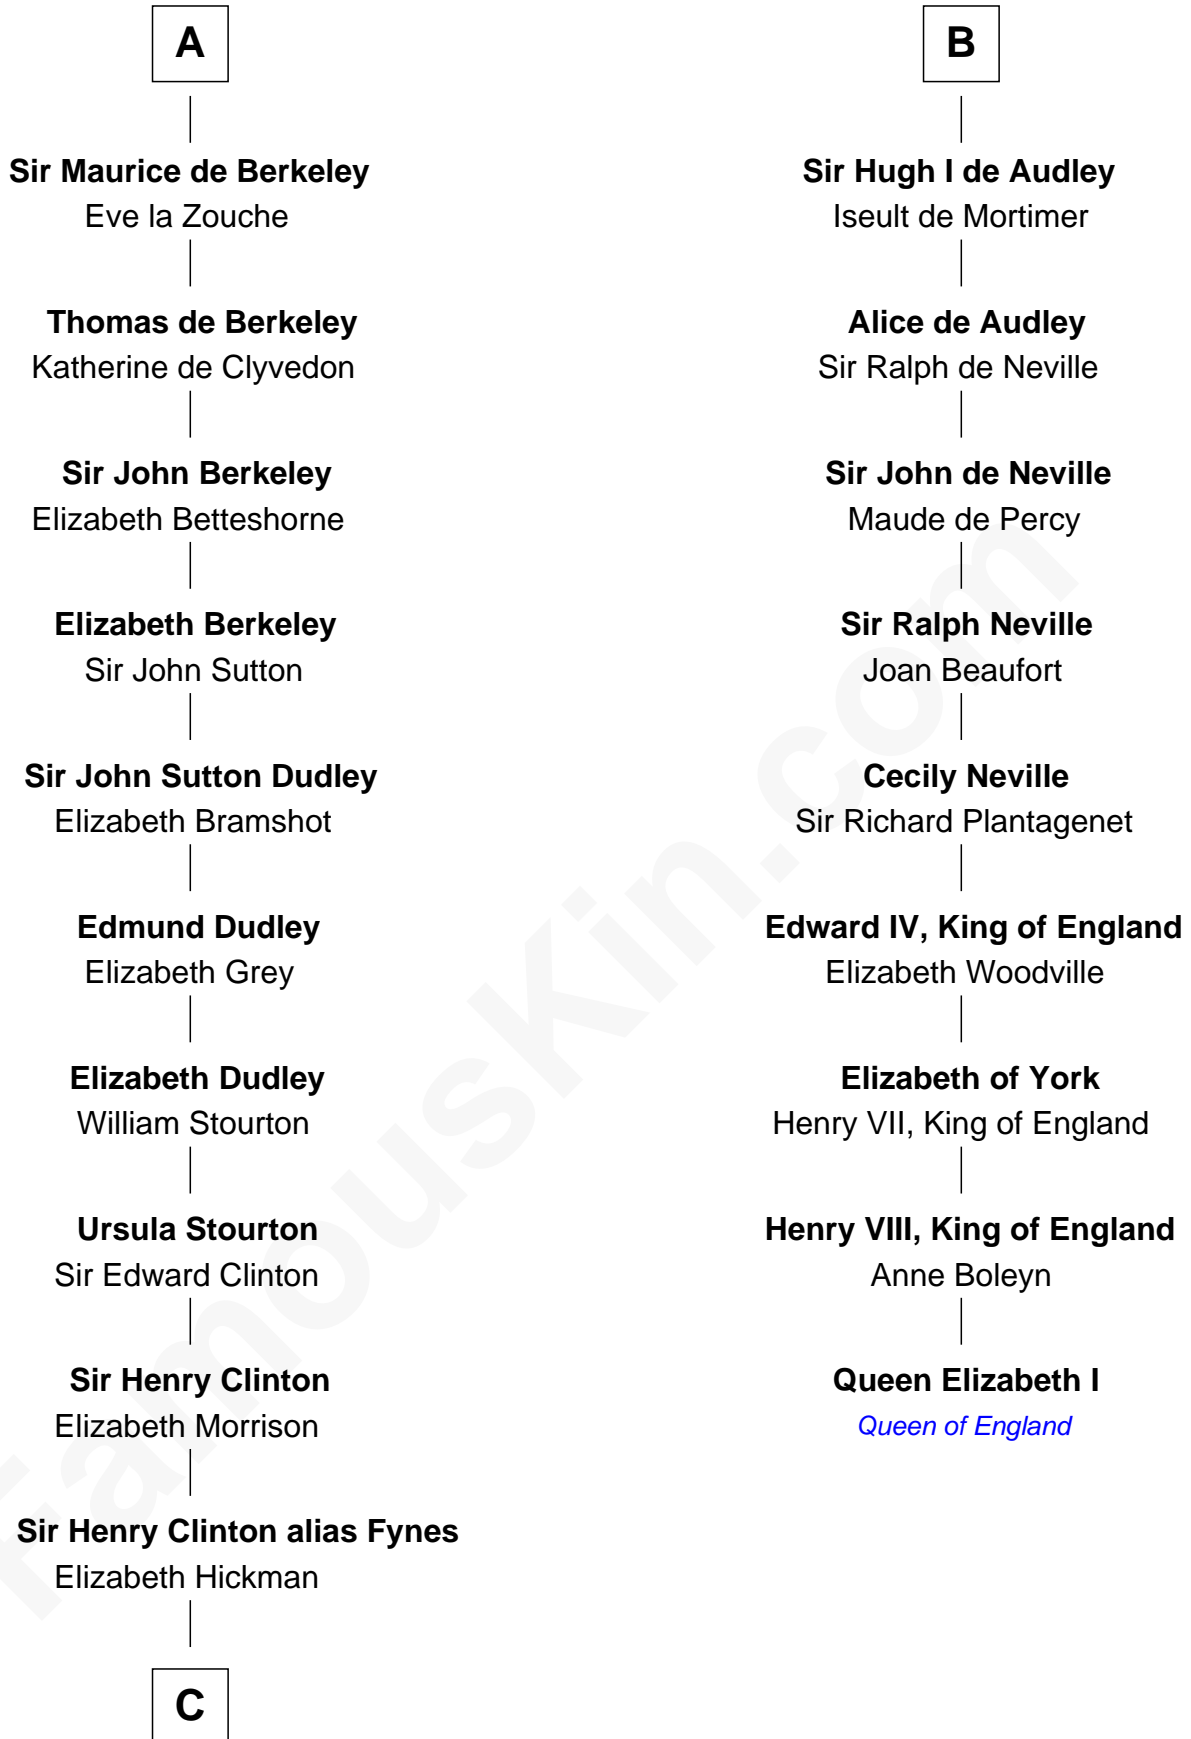 A
Sir Maurice de Berkeley
Eve la Zouche
Thomas de Berkeley
Katherine de Clyvedon
Sir John Berkeley
Elizabeth Betteshorne
Elizabeth Berkeley
Sir John Sutton
Sir John Sutton Dudley
Elizabeth Bramshot
Edmund Dudley
Elizabeth Grey
Elizabeth Dudley
William Stourton
Ursula Stourton
Sir Edward Clinton
Sir Henry Clinton
Elizabeth Morrison
Sir Henry Clinton alias Fynes
Elizabeth Hickman
C
B
Sir Hugh I de Audley
Iseult de Mortimer
Alice de Audley
Sir Ralph de Neville
Sir John de Neville
Maude de Percy
Sir Ralph Neville
Joan Beaufort
Cecily Neville
Sir Richard Plantagenet
Edward IV, King of England
Elizabeth Woodville
Elizabeth of York
Henry VII, King of England
Henry VIII, King of England
Anne Boleyn
Queen Elizabeth I
Queen of England
FamousKin.com